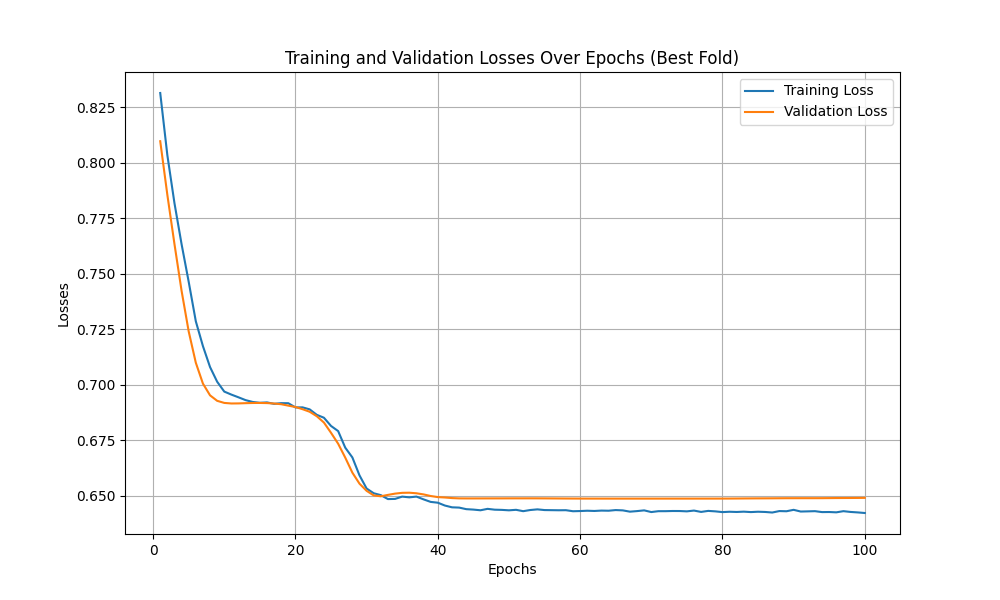 Training and Validation Losses Over Epochs (Best Fold)
Training Loss
Validation Loss
0.825
0.800
0.775
0.750
0.725
0.700
0.675
0.650
Losses
0 20 40 60 80 100
Epochs